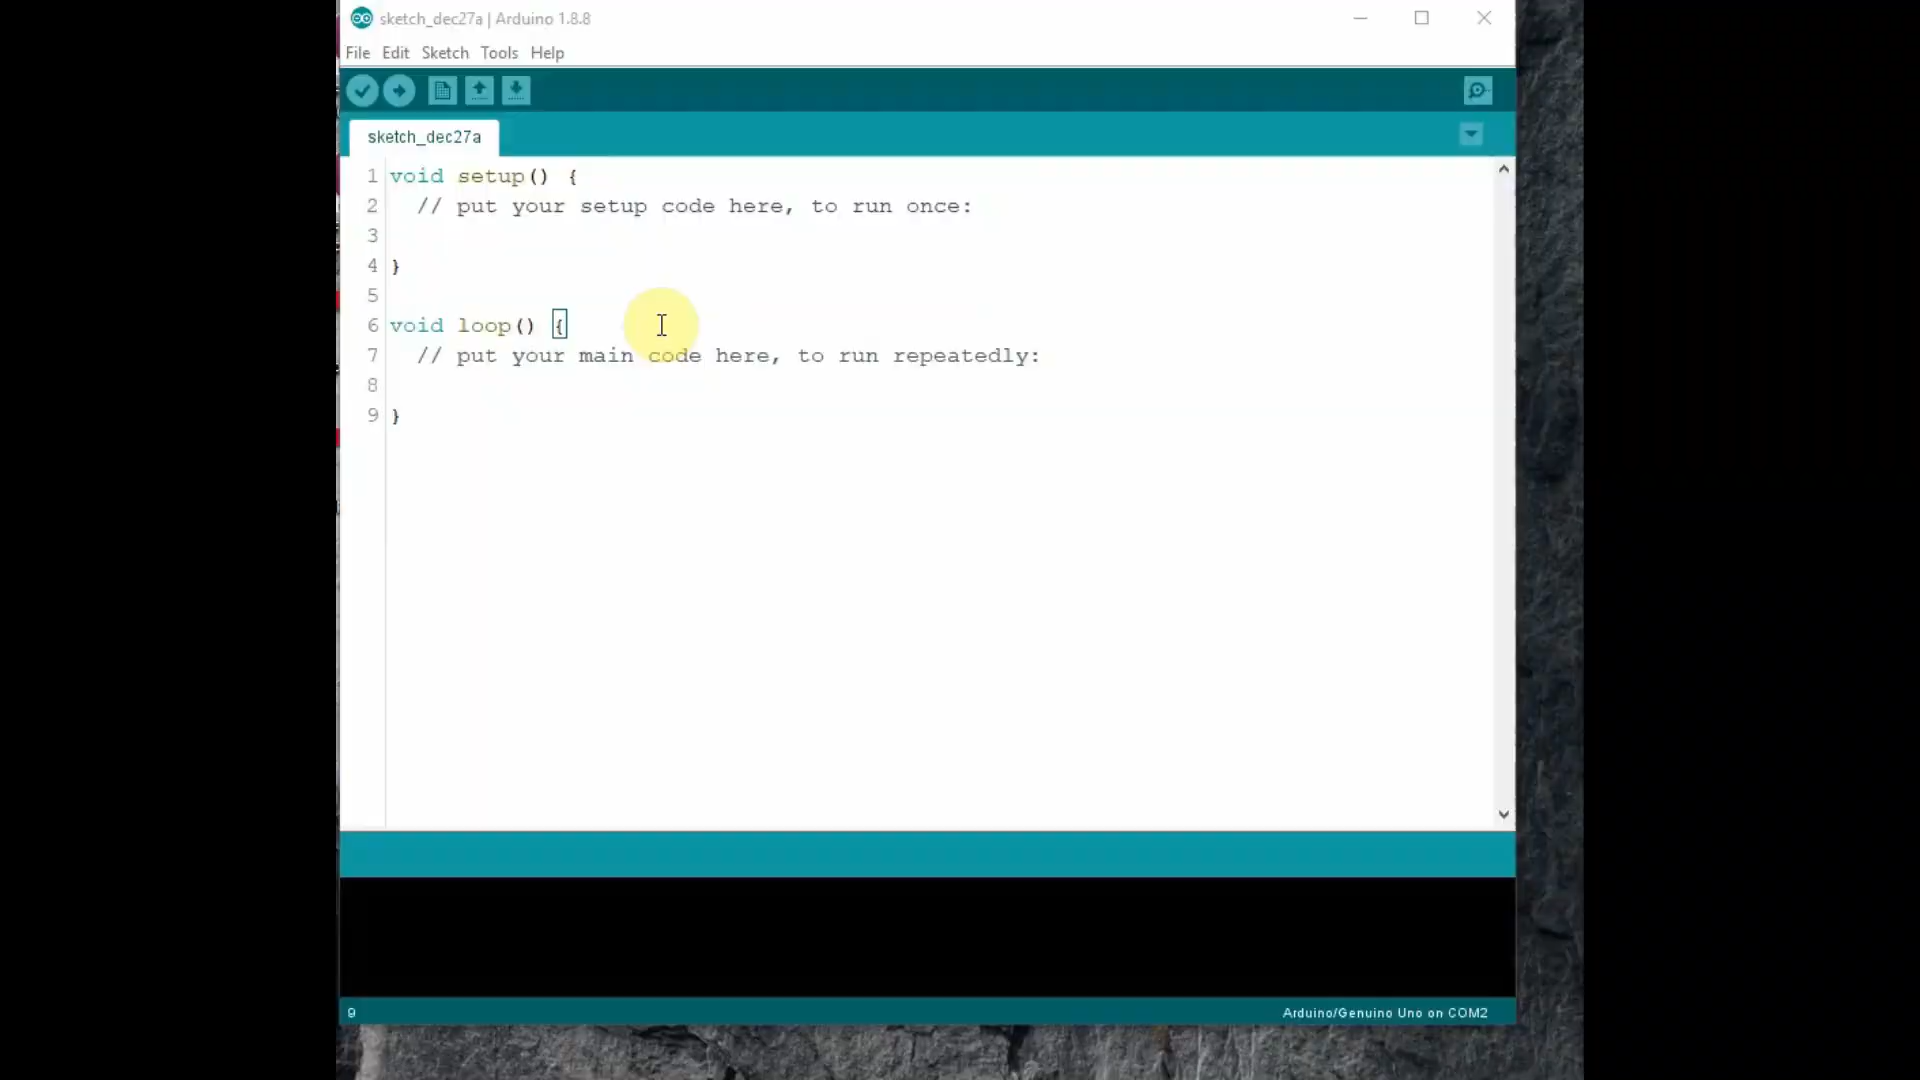 sketch_dec27a | Arduino 1.8.8
File Edit Sketch Tools Help
sketch_dec27a
1 void setup() {
2 // put your setup code here, to run once:
3
4 }
5
6 void loop() {
7 // put your main code here, to run repeatedly:
8
9 }
9 Arduino/Genuino Uno on COM2